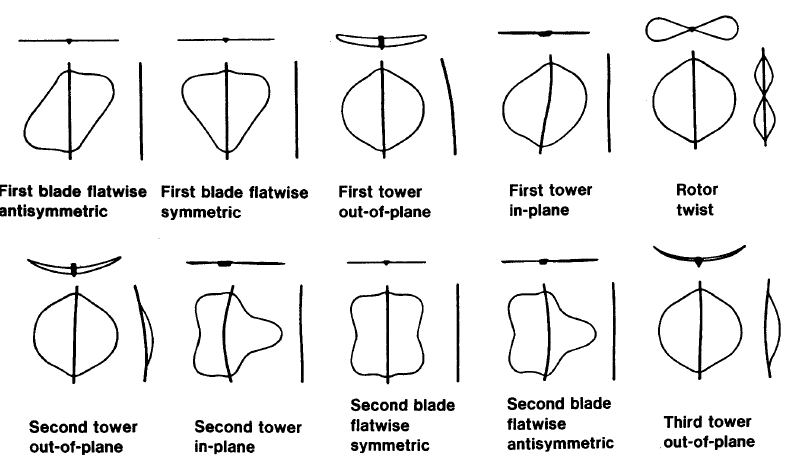 First blade flatwise
antisymmetric
First blade flatwise
symmetric
First tower
out-of-plane
First tower
in-plane
Rotor
twist
Second tower
out-of-plane
Second tower
in-plane
Second blade
flatwise
symmetric
Second blade
flatwise
antisymmetric
Third tower
out-of-plane